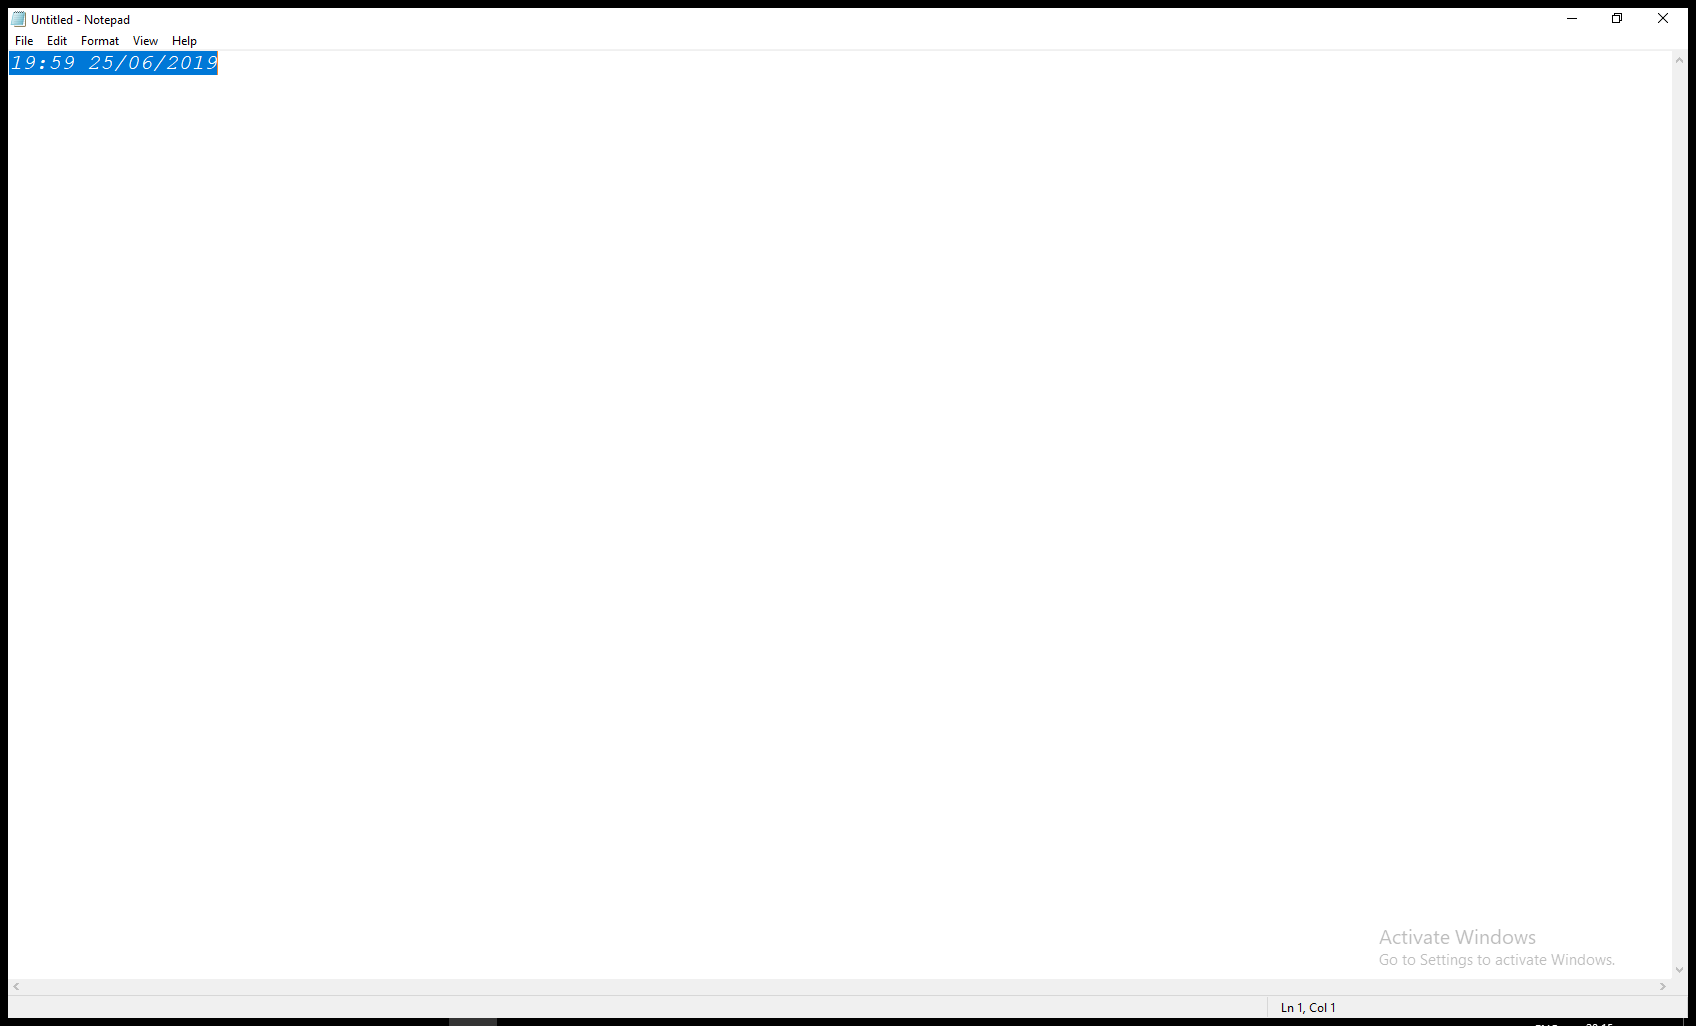 Untitled - Notepad
File Edit Format View Help
19:59 25/06/2019
Activate Windows
Go to Settings to activate Windows.
Ln 1, Col 1